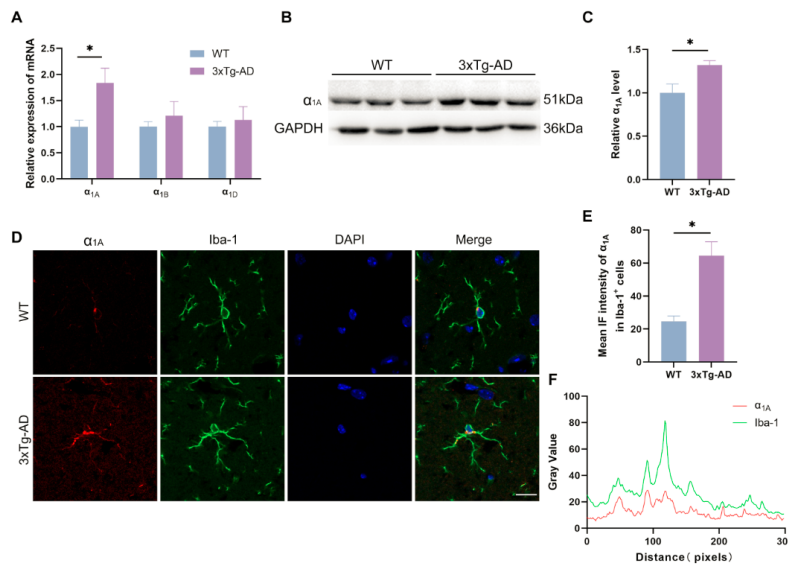 A
Relative expression of mRNA
2.5
2.0
1.5
1.0
0.5
0.0
*
WT
3xTg-AD
α1A
α1B
α1D
B
WT
3xTg-AD
α1A
51kDa
GAPDH
36kDa
C
Relative α1A level
1.5
1.0
0.5
0.0
*
WT
3xTg-AD
D
α1A
Iba-1
DAPI
Merge
WT
3xTg-AD
E
Mean IF intensity of α1A
in Iba-1+ cells
80
60
40
20
0
*
WT
3xTg-AD
F
Gray Value
100
80
60
40
20
0
α1A
Iba-1
0
100
200
30
Distance( pixels)